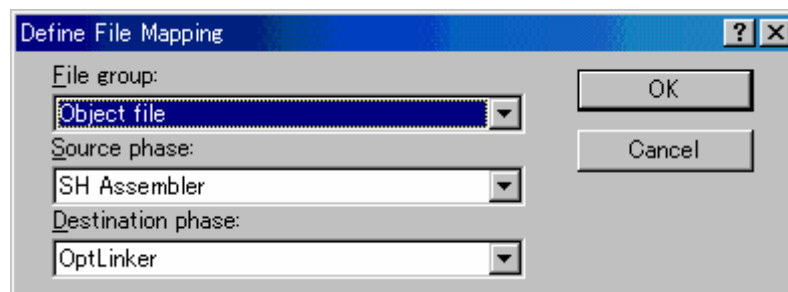 Define File Mapping
File group:
OK
Object file
Source phase:
Cancel
SH Assembler
Destination phase:
OptLinker